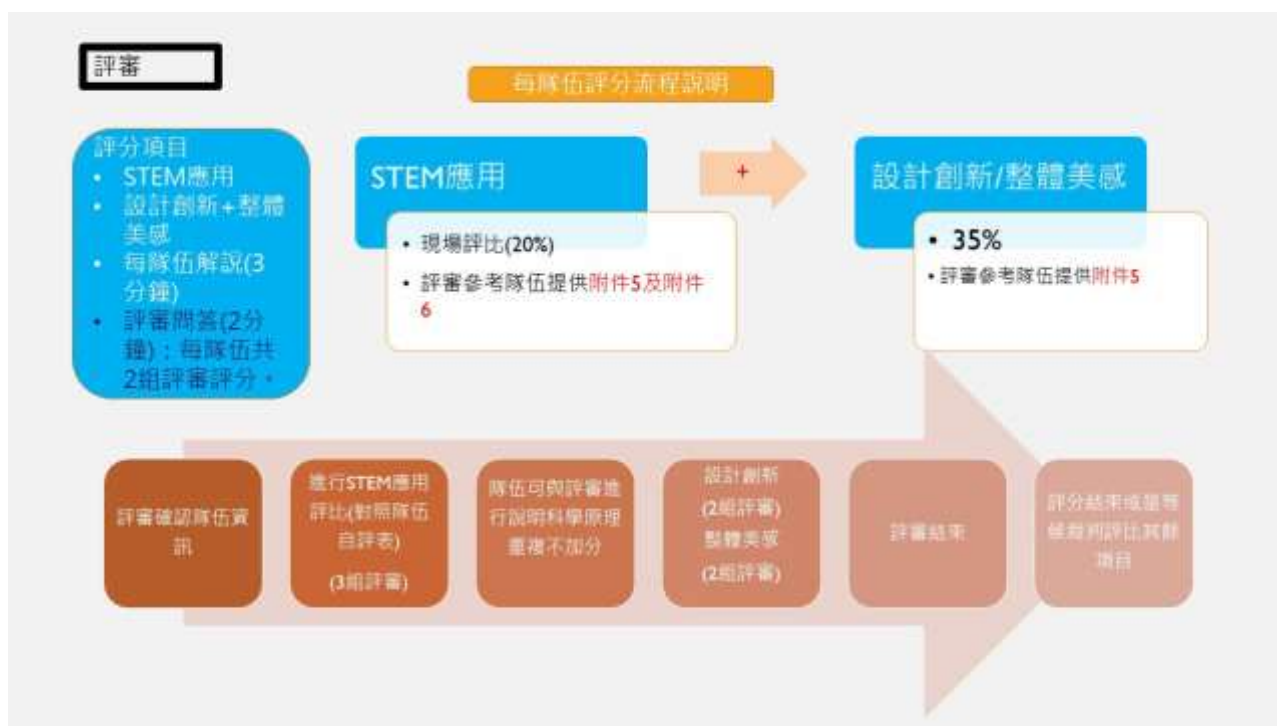 評審
每隊伍評分流程說明
評分項目
• STEM應用
• 設計創新+整體
美感
• 每隊伍解說(3
分鐘)
• 評審問答(2分
鐘)：每隊伍共
2組評審評分。
STEM應用
• 現場評比(20%)
• 評審參考隊伍提供附件5及附件
6
+
設計創新/整體美感
• 35%
• 評審參考隊伍提供附件5
評審確認隊伍資
訊
進行STEM應用
評比(對照隊伍
自評表)
(3組評審)
隊伍可與評審進
行說明科學原理
重複不加分
設計創新
(2組評審)
整體美感
(2組評審)
評審結束
評分結束或是等
候裁判評比其餘
項目